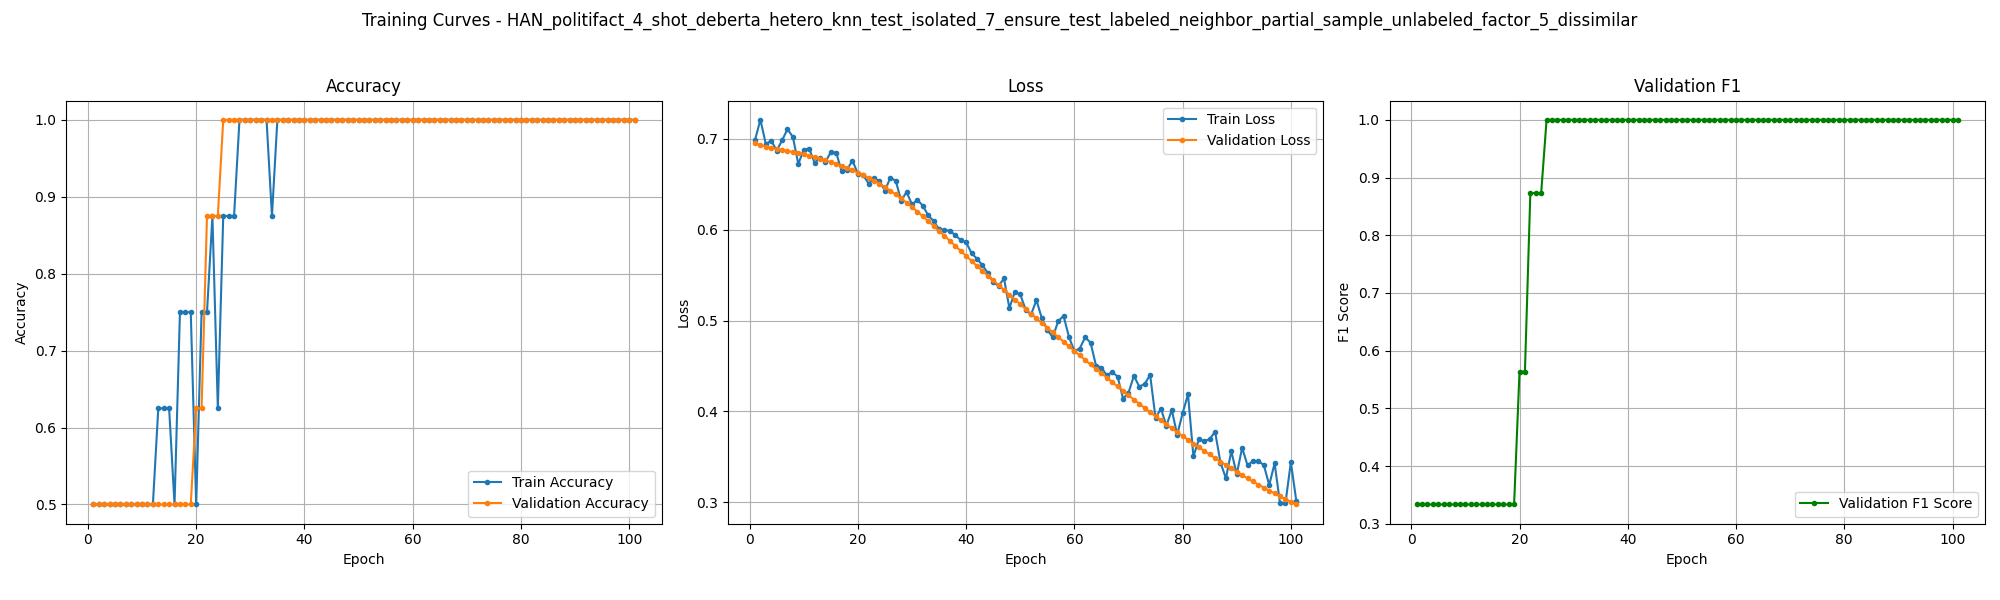 Training Curves - HAN_politifact_4_shot_deberta_hetero_knn_test_isolated_7_ensure_test_labeled_neighbor_partial_sample_unlabeled_factor_5_dissimilar
Accuracy
1.0
0.9
0.8
0.7
0.6
0.5
Accuracy
Train Accuracy
Validation Accuracy
0 20 40 60 80 100
Epoch
Loss
0.7
0.6
0.5
0.4
0.3
Loss
Train Loss
Validation Loss
0 20 40 60 80 100
Epoch
Validation F1
1.0
0.9
0.8
0.7
0.6
0.5
0.4
0.3
F1 Score
Validation F1 Score
0 20 40 60 80 100
Epoch